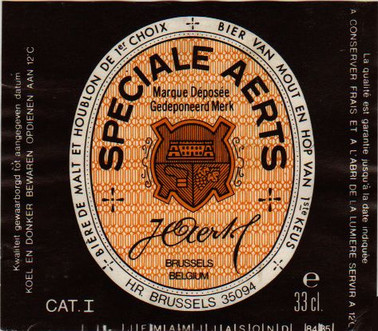 BIÈRE DE MALT ET HOUBLON DE 1er CHOIX
BIER VAN MOUT EN HOP VAN 1ste KEUS
SPECIALE AERTS
Marque Déposée
Gedeponeerd Merk
J Aerts
BRUSSELS
BELGIUM
HR. BRUSSELS 35094
CAT. I
e
33 cl.
Kwaliteit gewaarborgd tot aangegeven datum
KOEL EN DONKER BEWAREN OPDIENEN AAN 12°C
La qualité est garantie jusqu'à la date indiquée
A CONSERVER FRAIS ET A L'ABRI DE LA LUMIERE SERVIR A 12°
J F M A M J J A S O N D 84 85